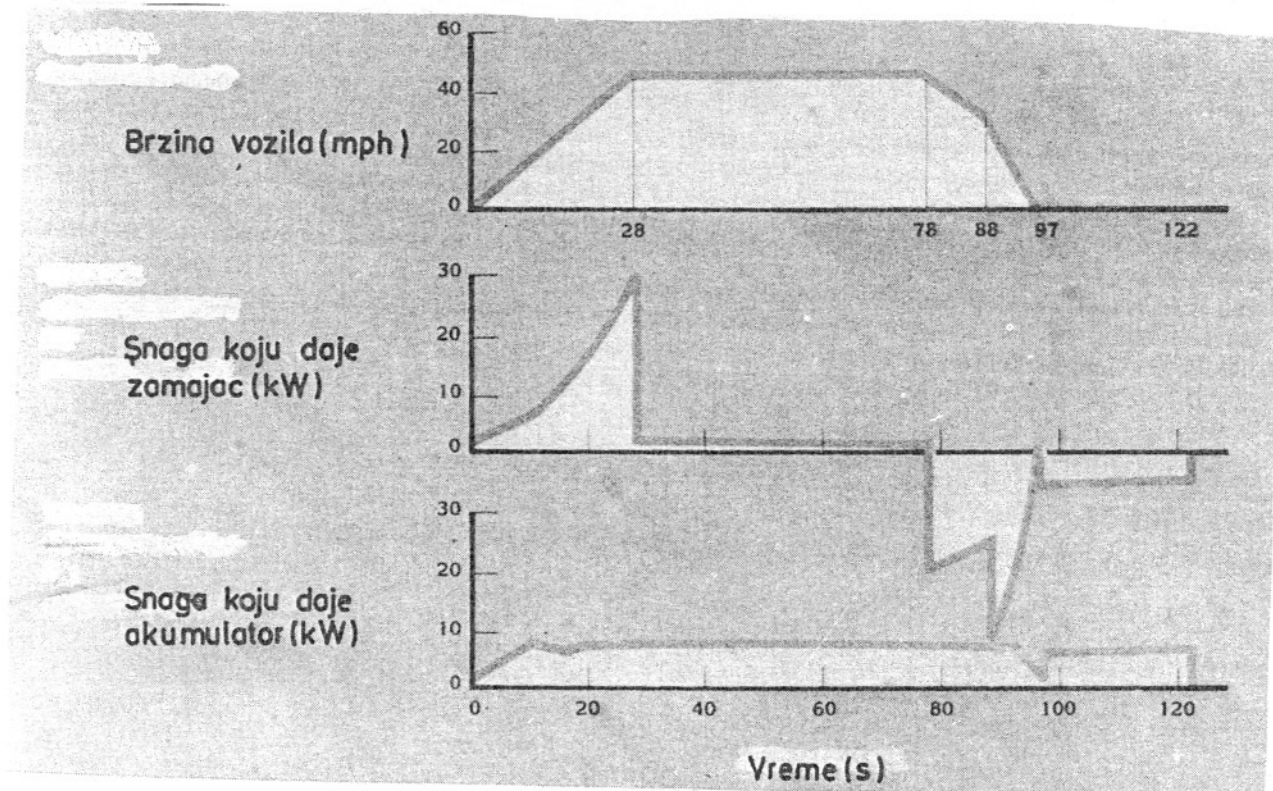 60
40
Brzina vozila (mph)
20
0
28 78 88 97 122
30
20
Snaga koju daje
zamajac (kW)
10
0
30
20
Snaga koju daje
akumulator (kW)
10
0
0 20 40 60 80 100 120
Vreme (s)